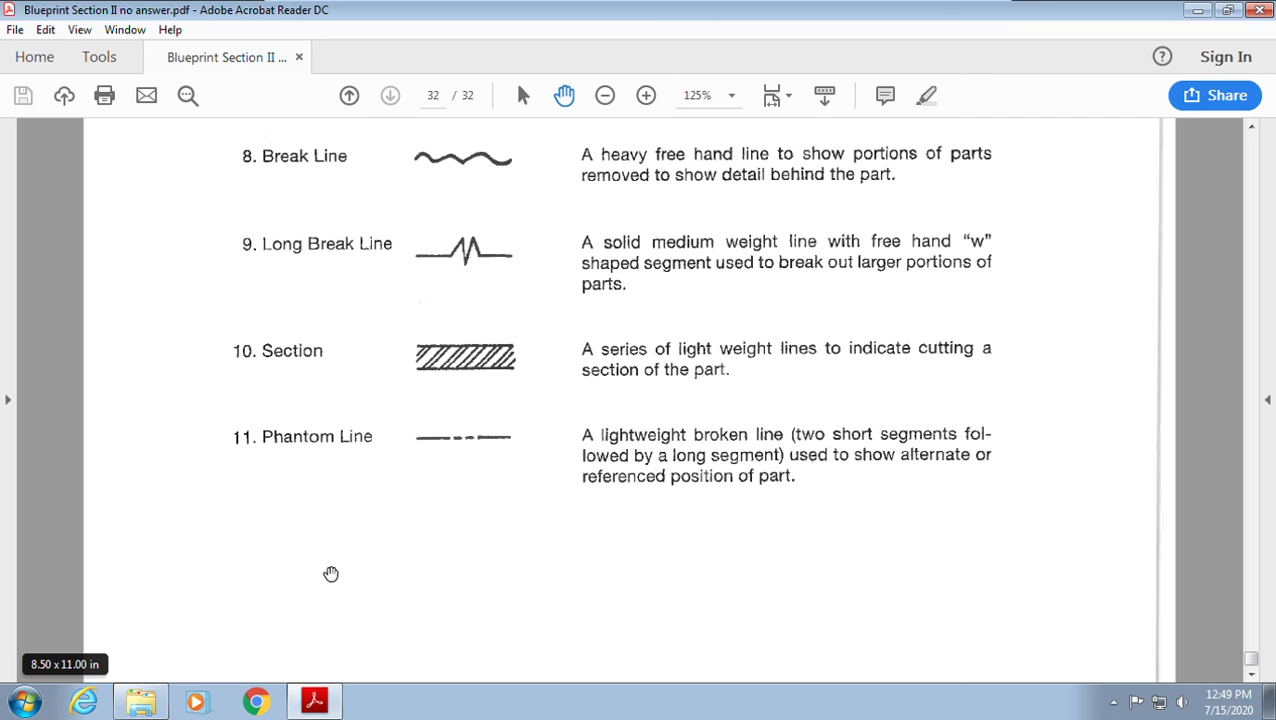 Blueprint Section II no answer.pdf - Adobe Acrobat Reader DC
File Edit View Window Help
Home Tools Blueprint Section II ... × Sign In
32 / 32 125% Share
8. Break Line A heavy free hand line to show portions of parts
removed to show detail behind the part.
9. Long Break Line A solid medium weight line with free hand “w”
shaped segment used to break out larger portions of
parts.
10. Section A series of light weight lines to indicate cutting a
section of the part.
11. Phantom Line A lightweight broken line (two short segments fol-
lowed by a long segment) used to show alternate or
referenced position of part.
8.50 x 11.00 in
12:49 PM
7/15/2020